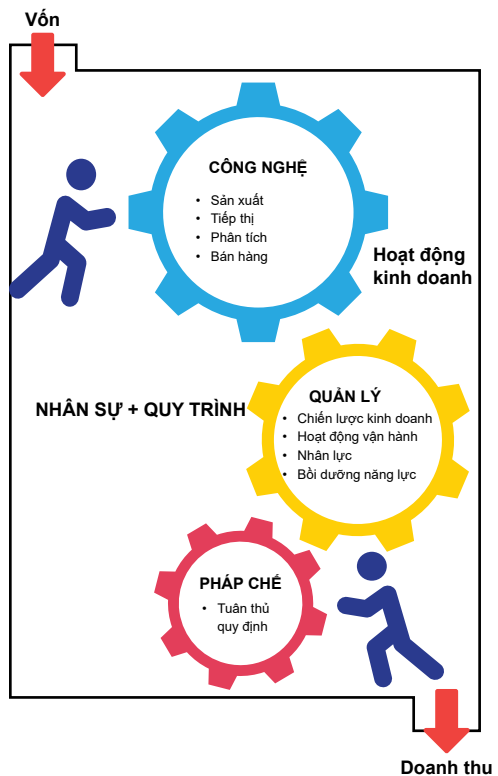 Vốn
CÔNG NGHỆ
• Sản xuất
• Tiếp thị
• Phân tích
• Bán hàng
Hoạt động
kinh doanh
NHÂN SỰ + QUY TRÌNH
QUẢN LÝ
• Chiến lược kinh doanh
• Hoạt động vận hành
• Nhân lực
• Bồi dưỡng năng lực
PHÁP CHẾ
• Tuân thủ
quy định
Doanh thu